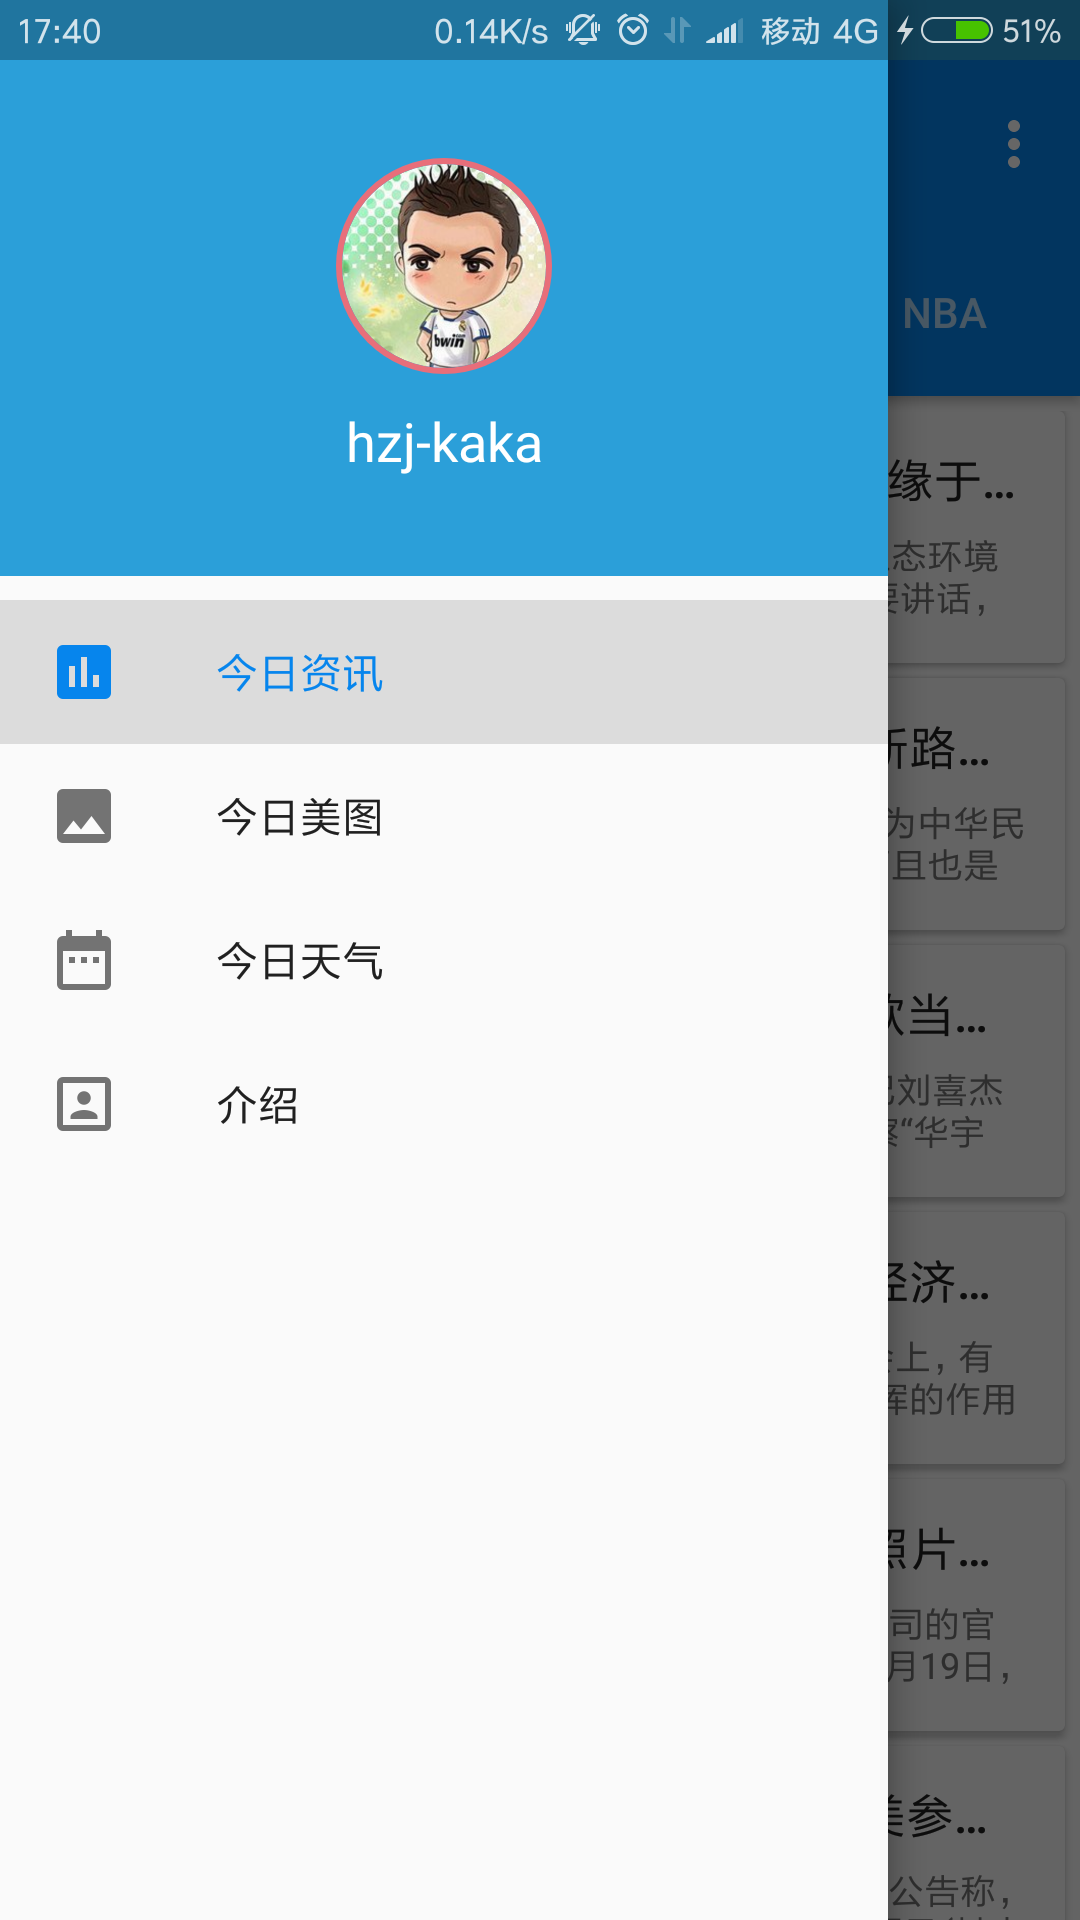 17:40 0.14K/s 移动 4G 51%
bwin
hzj-kaka
NBA
今日资讯
今日美图
今日天气
介绍
缘于...
态环境
讲话，
路...
为中华民
且也是
当...
刘喜杰
“华宇
济...
上，有
的作用
照片...
司的官
月19日，
参...
公告称，